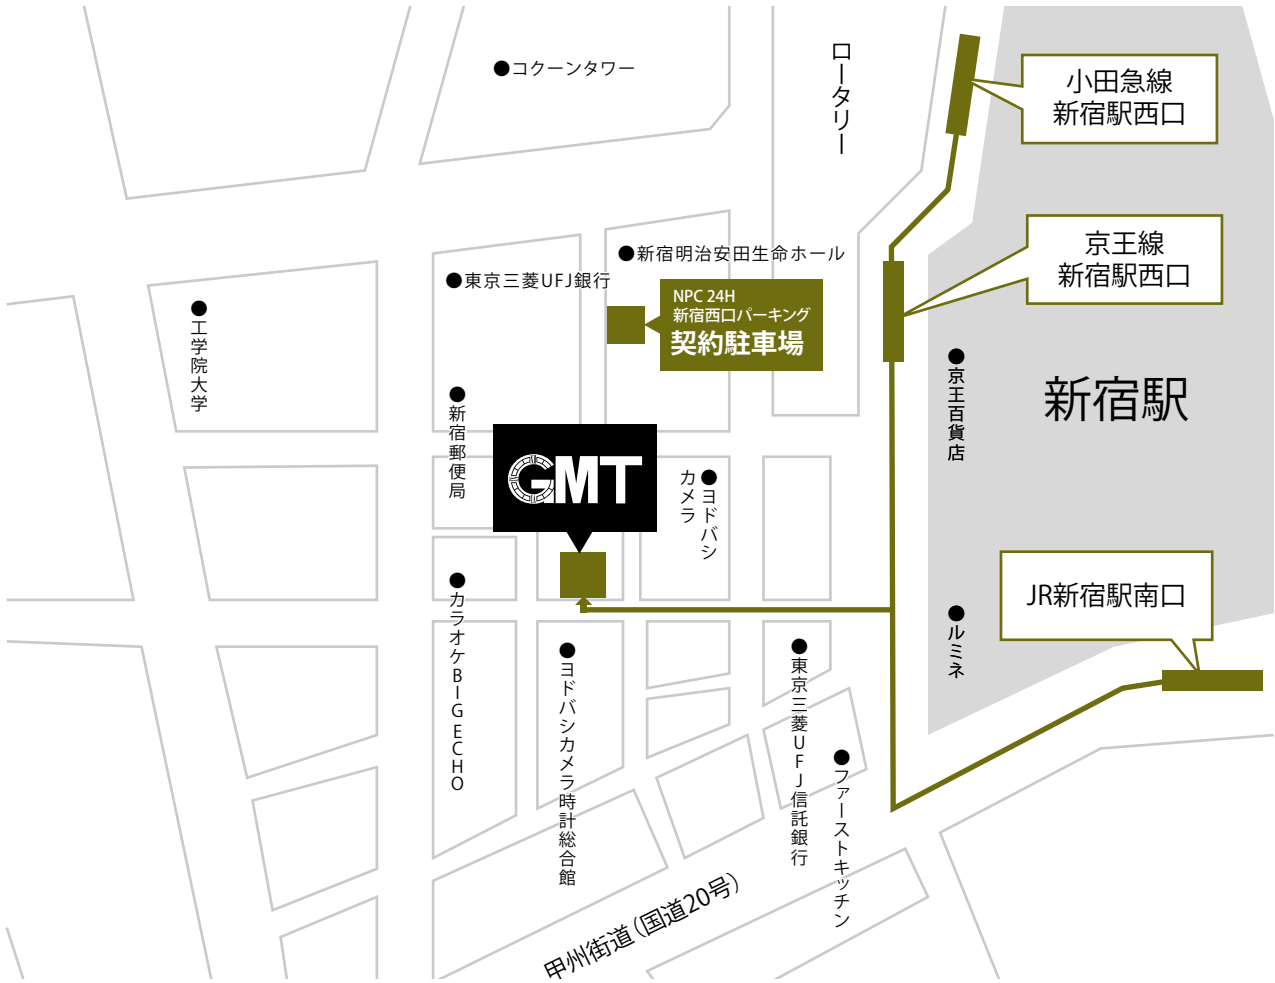 コクーンタワー
ロータリー
小田急線
新宿駅西口
京王線
新宿駅西口
新宿明治安田生命ホール
東京三菱UFJ銀行
NPC 24H
新宿西口パーキング
契約駐車場
工学院大学
京王百貨店
新宿駅
新宿郵便局
GMT
ヨドバシ
カメラ
カラオケBIG ECHO
JR新宿駅南口
ルミネ
ヨドバシカメラ時計総合館
東京三菱UFJ信託銀行
ファーストキッチン
甲州街道(国道20号)